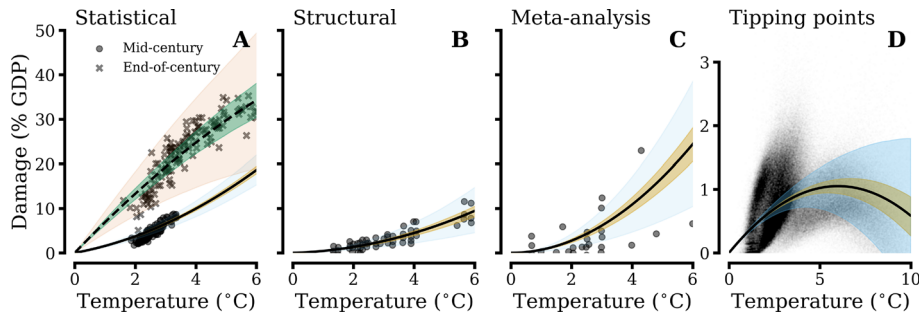 Statistical
Structural
Meta-analysis
Tipping points
A
B
C
D
Mid-century
End-of-century
Damage (% GDP)
50
40
30
20
10
0
3
2
1
0
0 2 4 6
0 2 4 6
0 2 4 6
0 5 10
Temperature (°C)
Temperature (°C)
Temperature (°C)
Temperature (°C)